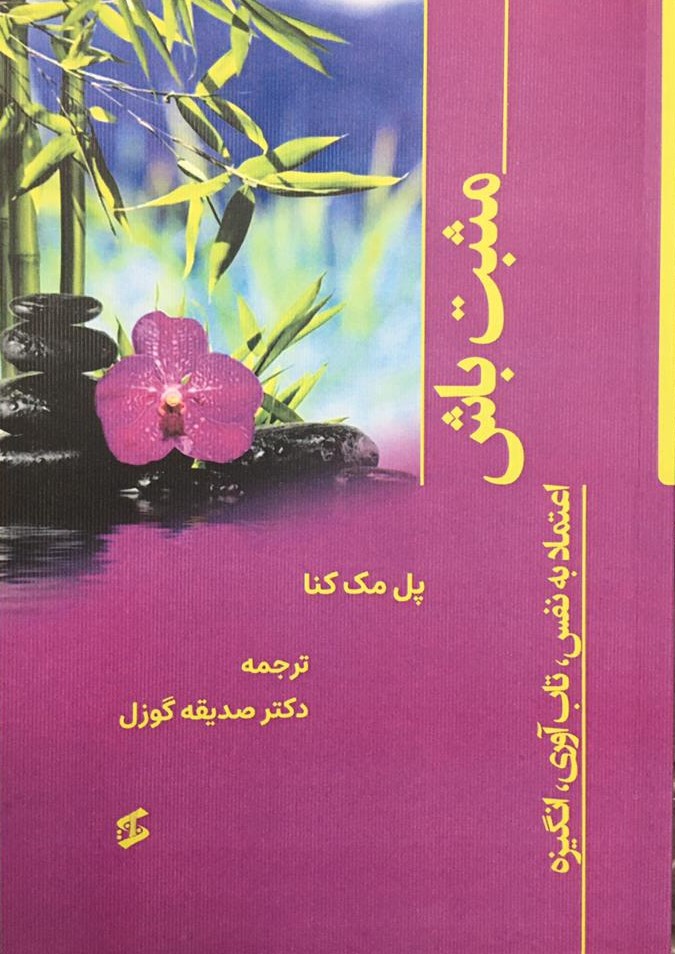 مثبت باش
اعتماد به نفس، تاب آوری، انگیزه
پل مک کنا
ترجمه
دکتر صدیقه گوزل